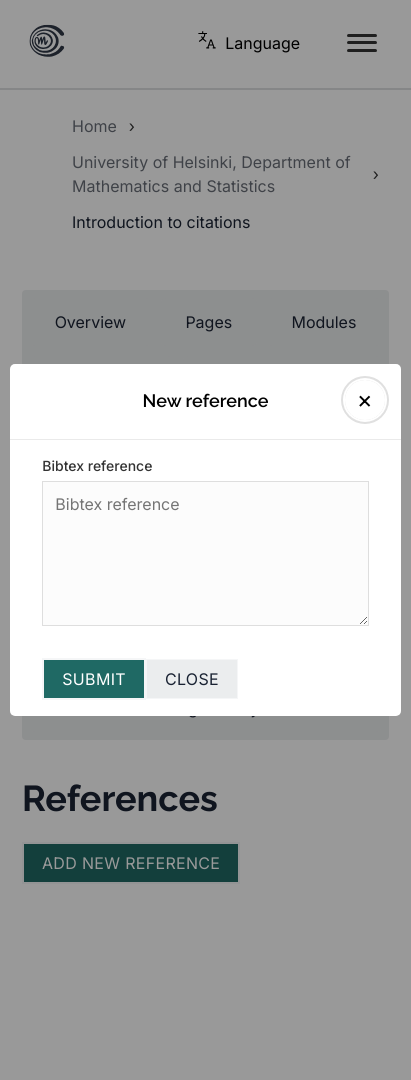 Language
Home
University of Helsinki, Department of
Mathematics and Statistics
Introduction to citations
Overview Pages Modules
New reference
Bibtex reference
Bibtex reference
SUBMIT CLOSE
References
ADD NEW REFERENCE